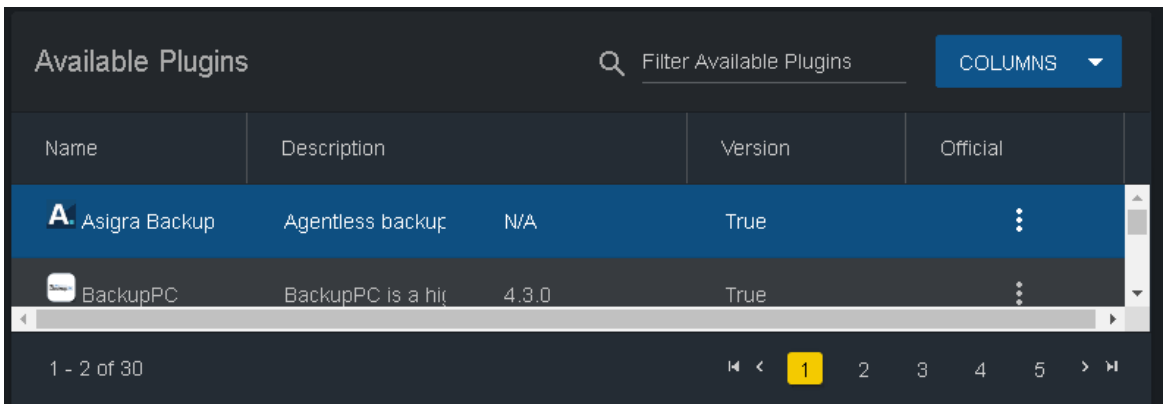 Available Plugins Filter Available Plugins COLUMNS
Name Description Version Official
A. Asigra Backup Agentless backup N/A True
BackupPC BackupPC is a hig 4.3.0 True
1 - 2 of 30 1 2 3 4 5